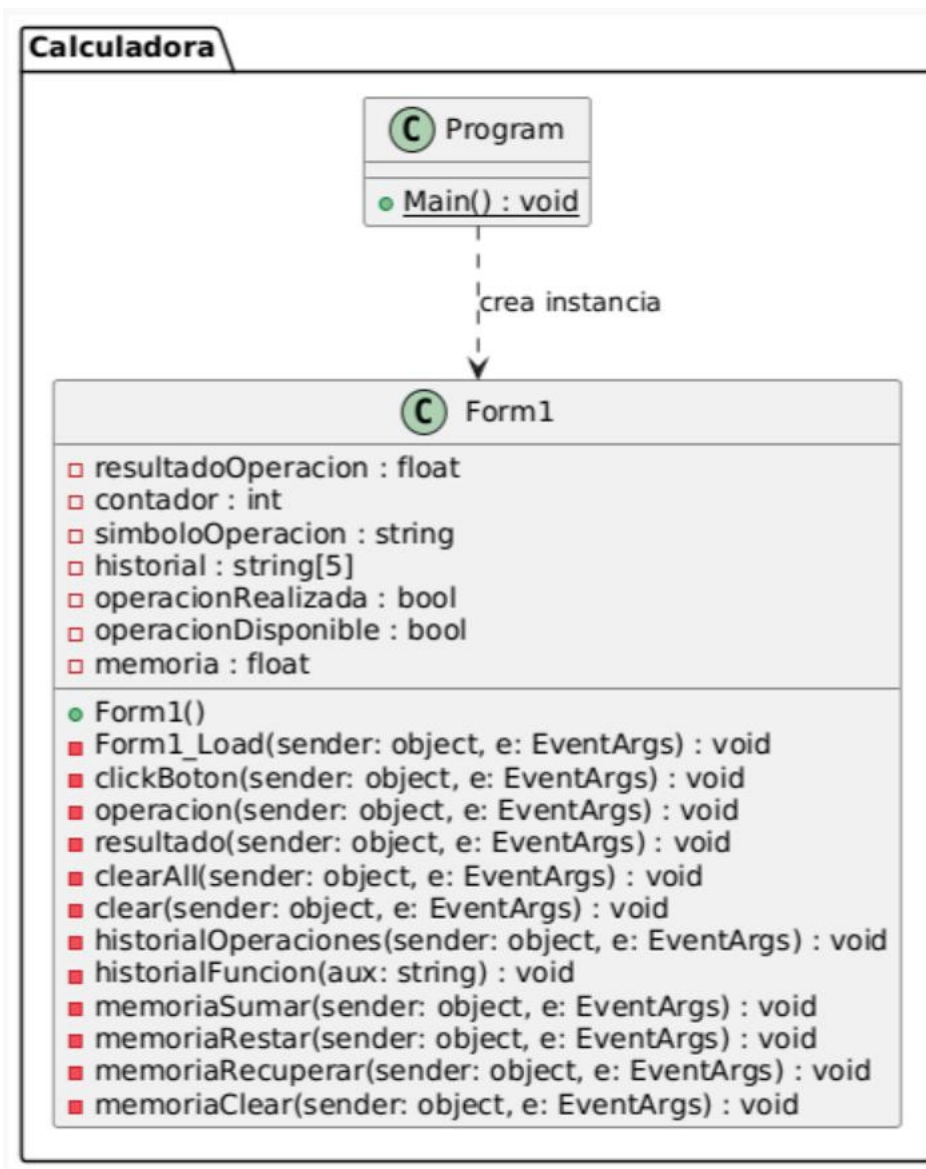 Calculadora
C Program
Main() : void
crea instancia
C Form1
resultadoOperacion : float
contador : int
simboloOperacion : string
historial : string[5]
operacionRealizada : bool
operacionDisponible : bool
memoria : float
Form1()
Form1_Load(sender: object, e: EventArgs) : void
clickBoton(sender: object, e: EventArgs) : void
operacion(sender: object, e: EventArgs) : void
resultado(sender: object, e: EventArgs) : void
clearAll(sender: object, e: EventArgs) : void
clear(sender: object, e: EventArgs) : void
historialOperaciones(sender: object, e: EventArgs) : void
historialFuncion(aux: string) : void
memoriaSumar(sender: object, e: EventArgs) : void
memoriaRestar(sender: object, e: EventArgs) : void
memoriaRecuperar(sender: object, e: EventArgs) : void
memoriaClear(sender: object, e: EventArgs) : void